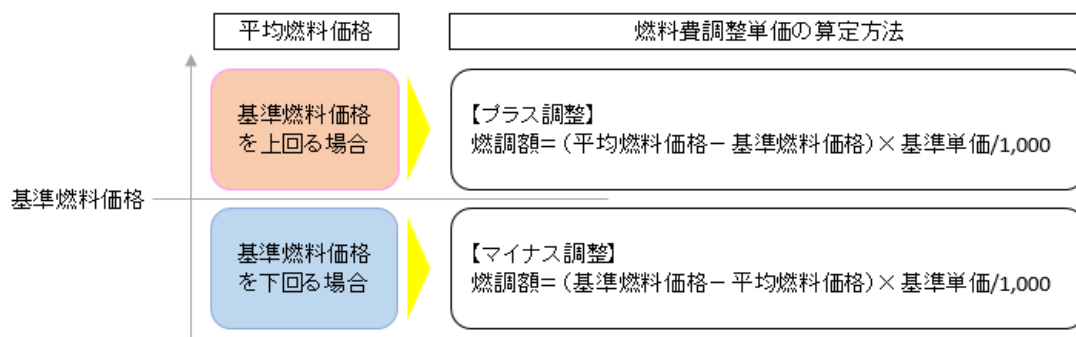 平均燃料価格
燃料費調整単価の算定方法
基準燃料価格
を上回る場合
【プラス調整】
燃調額=(平均燃料価格-基準燃料価格)×基準単価/1,000
基準燃料価格
基準燃料価格
を下回る場合
【マイナス調整】
燃調額=(基準燃料価格-平均燃料価格)×基準単価/1,000